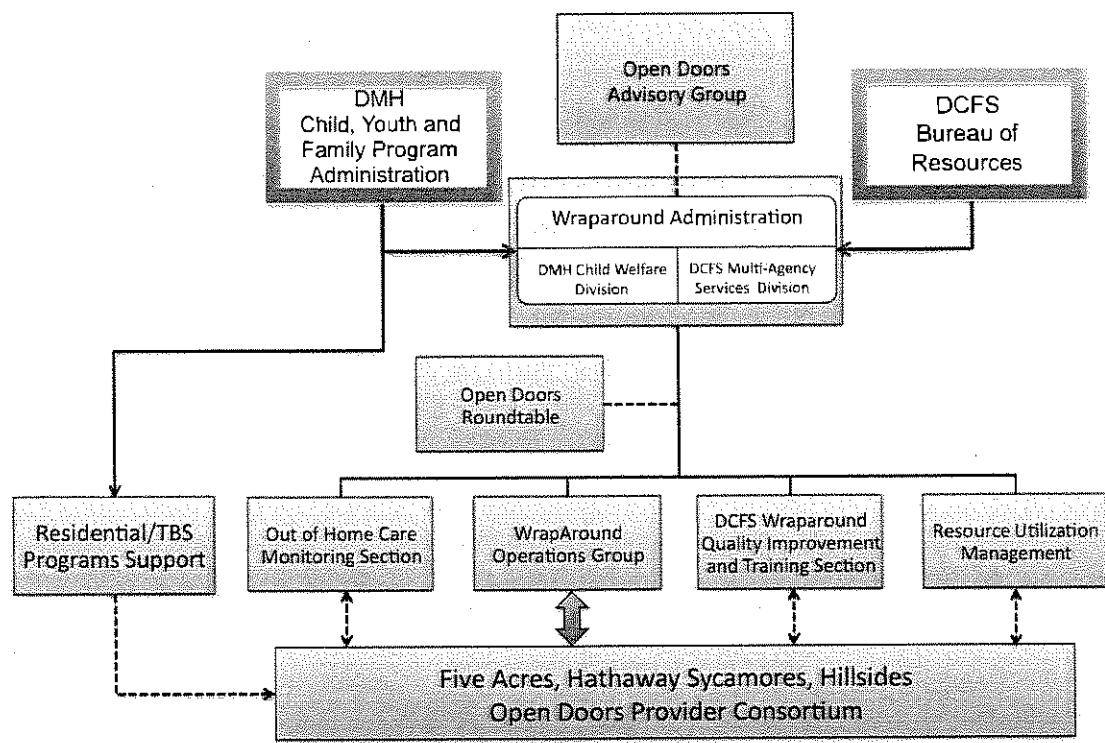 Open Doors
Advisory Group
DMH
Child, Youth and
Family Program
Administration
DCFS
Bureau of
Resources
Wraparound Administration
DMH Child Welfare
Division
DCFS Multi-Agency
Services Division
Open Doors
Roundtable
Residential/TBS
Programs Support
Out of Home Care
Monitoring Section
WrapAround
Operations Group
DCFS Wraparound
Quality Improvement
and Training Section
Resource Utilization
Management
Five Acres, Hathaway Sycamores, Hillsides
Open Doors Provider Consortium